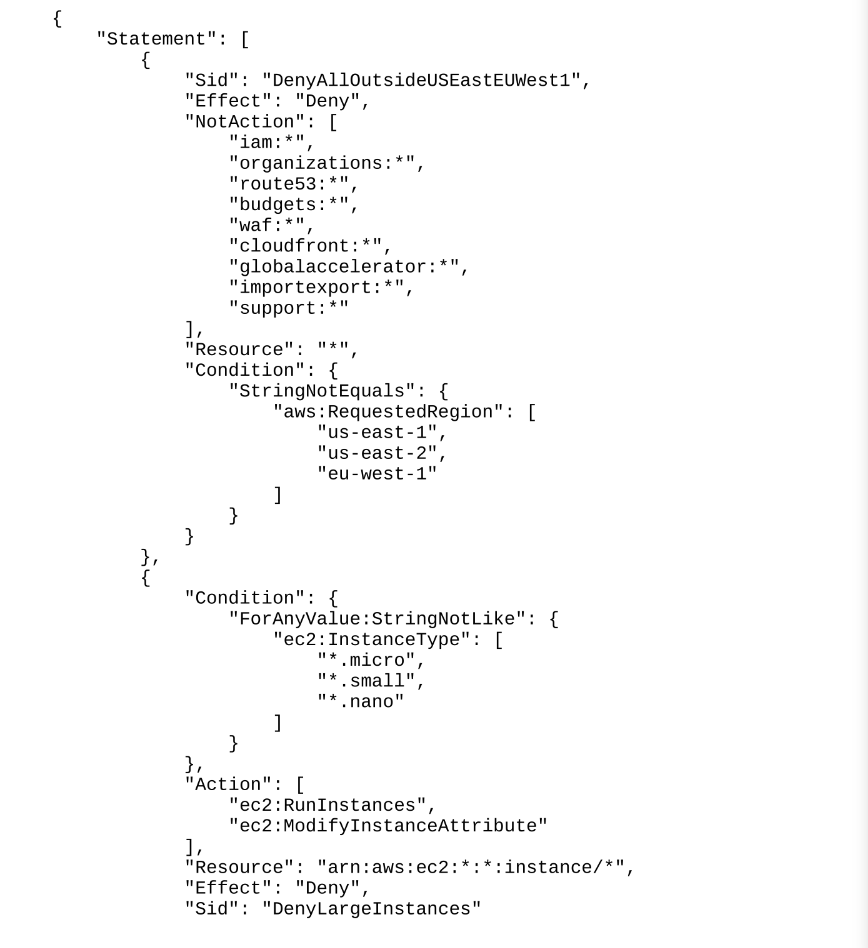 {
"Statement": [
{
"Sid": "DenyAllOutsideUSEastEUWest1",
"Effect": "Deny",
"NotAction": [
"iam:*",
"organizations:*",
"route53:*",
"budgets:*",
"waf:*",
"cloudfront:*",
"globalaccelerator:*",
"importexport:*",
"support:*"
],
"Resource": "*",
"Condition": {
"StringNotEquals": {
"aws:RequestedRegion": [
"us-east-1",
"us-east-2",
"eu-west-1"
]
}
}
},
{
"Condition": {
"ForAnyValue:StringNotLike": {
"ec2:InstanceType": [
"*.micro",
"*.small",
"*.nano"
]
}
},
"Action": [
"ec2:RunInstances",
"ec2:ModifyInstanceAttribute"
],
"Resource": "arn:aws:ec2:*:*:instance/*",
"Effect": "Deny",
"Sid": "DenyLargeInstances"